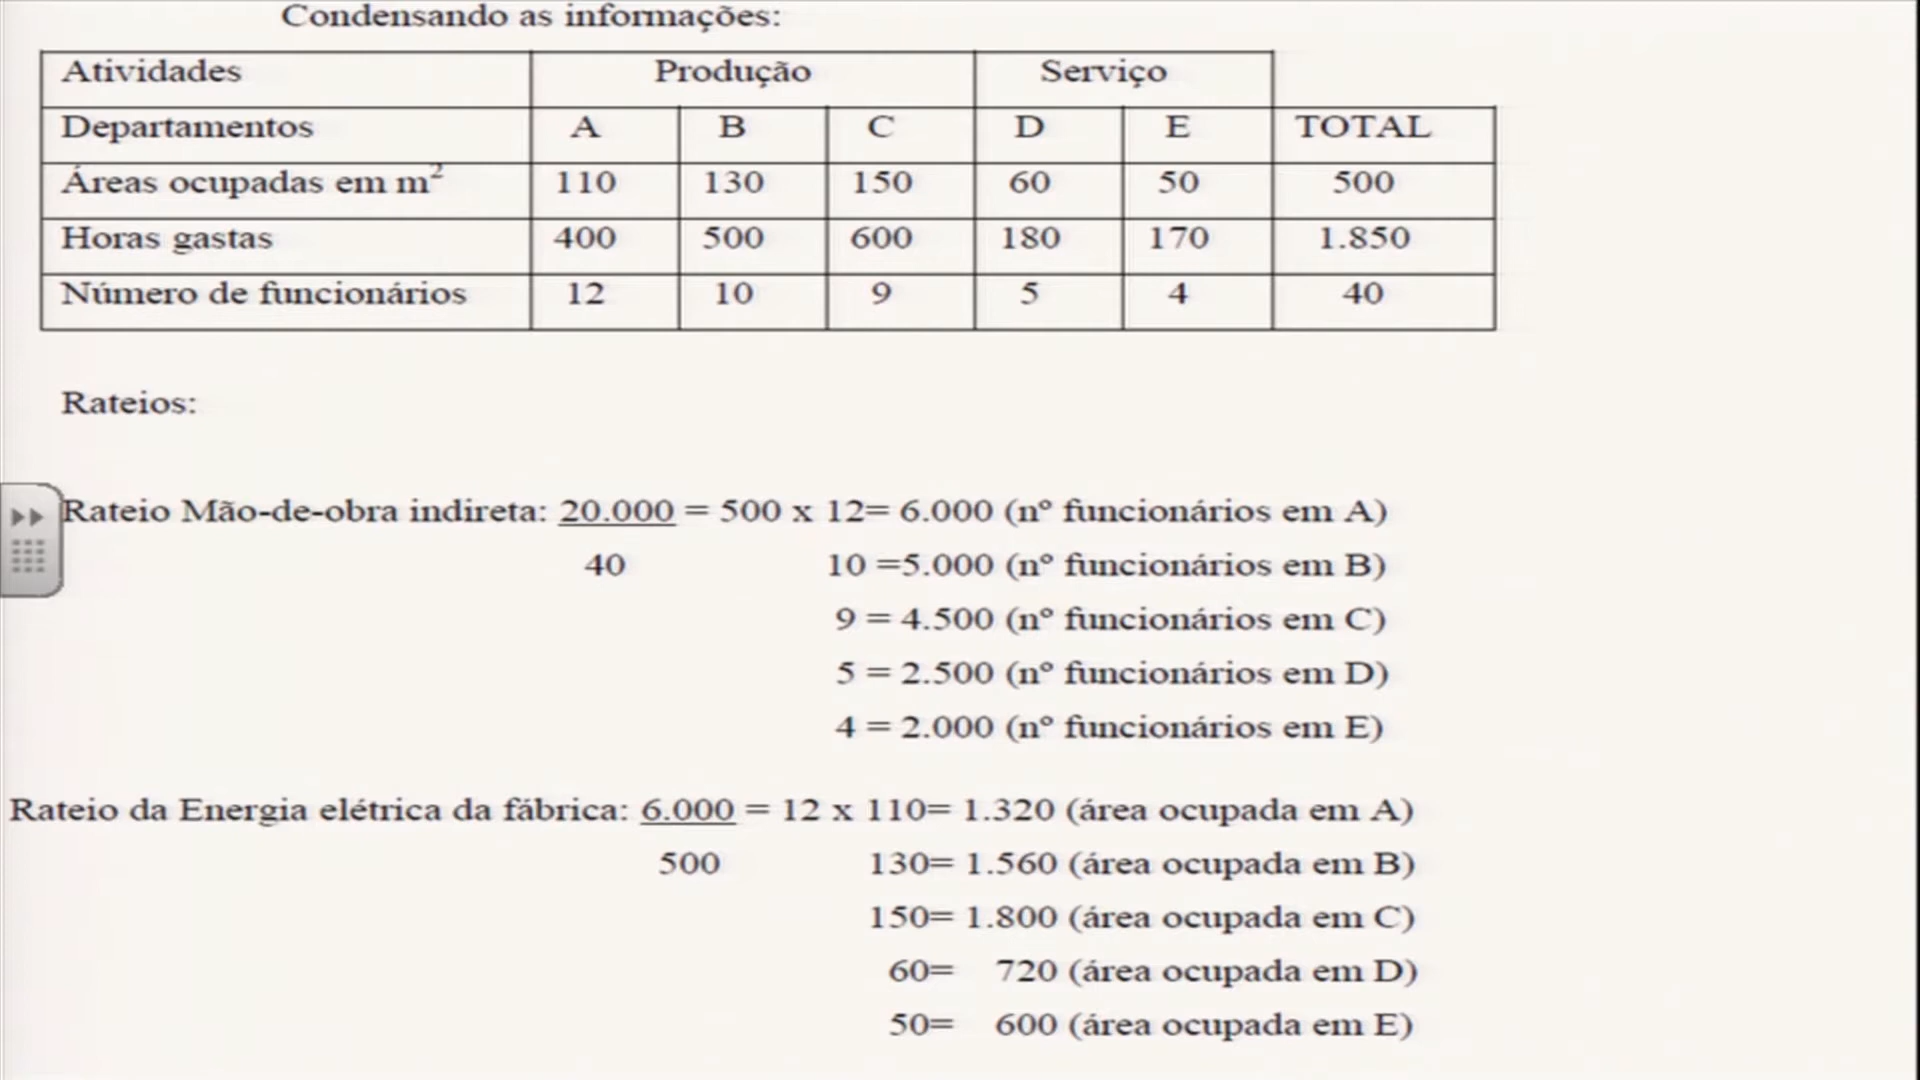 Condensando as informações:
Atividades Produção Serviço
Departamentos A B C D E TOTAL
Áreas ocupadas em m² 110 130 150 60 50 500
Horas gastas 400 500 600 180 170 1.850
Número de funcionários 12 10 9 5 4 40
Rateios:
Rateio Mão-de-obra indireta: 20.000 = 500 x 12= 6.000 (nº funcionários em A)
40 10 =5.000 (nº funcionários em B)
9 = 4.500 (nº funcionários em C)
5 = 2.500 (nº funcionários em D)
4 = 2.000 (nº funcionários em E)
Rateio da Energia elétrica da fábrica: 6.000 = 12 x 110= 1.320 (área ocupada em A)
500 130= 1.560 (área ocupada em B)
150= 1.800 (área ocupada em C)
60= 720 (área ocupada em D)
50= 600 (área ocupada em E)